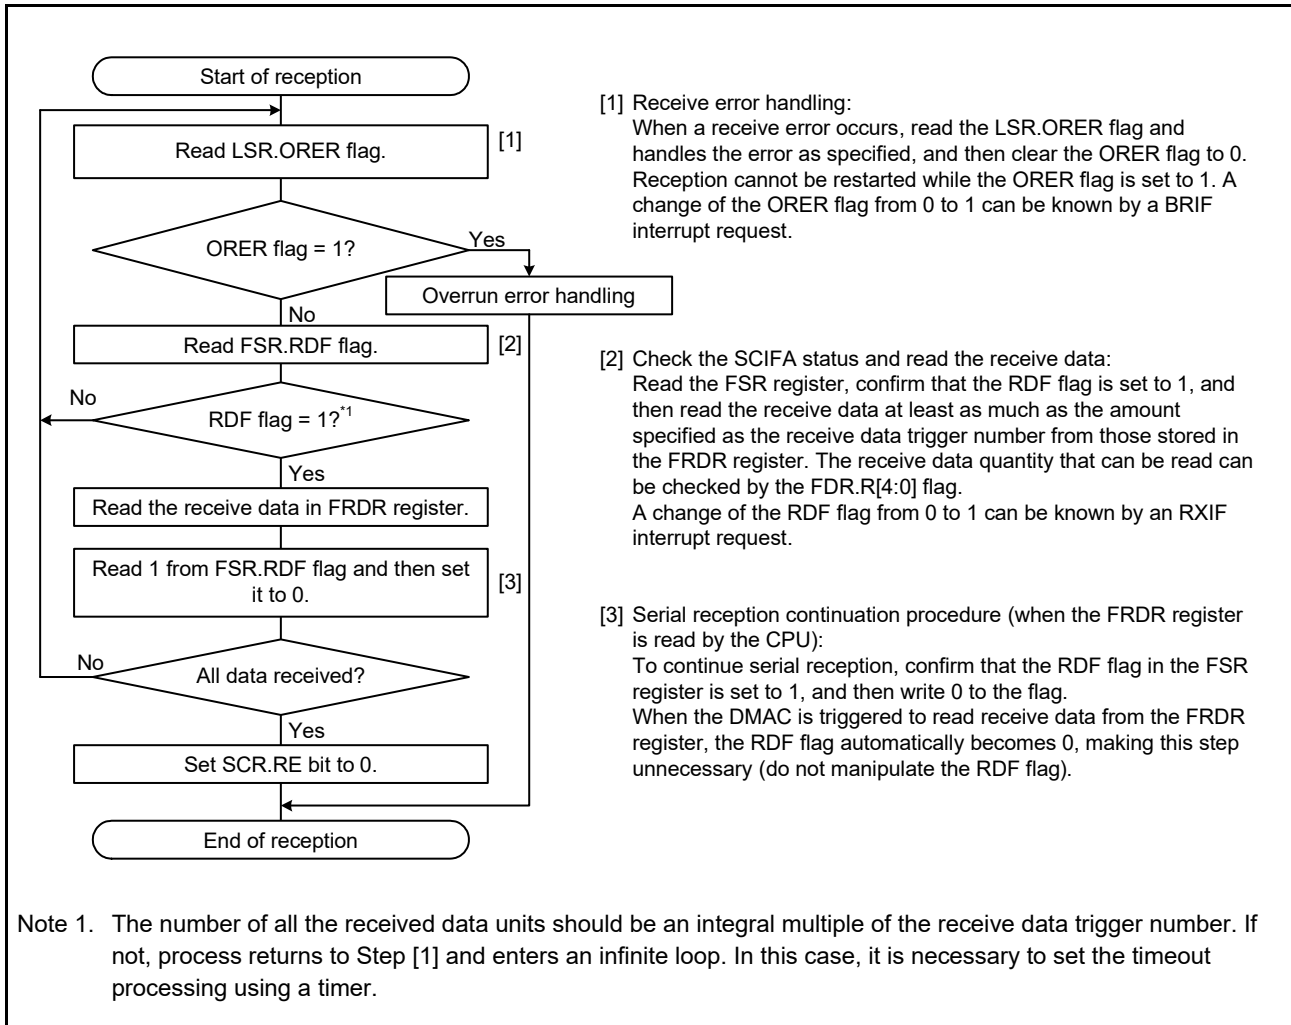 Start of reception
Read LSR.ORER flag.
[1]
ORER flag = 1?
Yes
Overrun error handling
No
Read FSR.RDF flag.
[2]
No
RDF flag = 1?*1
Yes
Read the receive data in FRDR register.
Read 1 from FSR.RDF flag and then set
it to 0.
[3]
No
All data received?
Yes
Set SCR.RE bit to 0.
End of reception
[1] Receive error handling:
When a receive error occurs, read the LSR.ORER flag and
handles the error as specified, and then clear the ORER flag to 0.
Reception cannot be restarted while the ORER flag is set to 1. A
change of the ORER flag from 0 to 1 can be known by a BRIF
interrupt request.
[2] Check the SCIFA status and read the receive data:
Read the FSR register, confirm that the RDF flag is set to 1, and
then read the receive data at least as much as the amount
specified as the receive data trigger number from those stored in
the FRDR register. The receive data quantity that can be read can
be checked by the FDR.R[4:0] flag.
A change of the RDF flag from 0 to 1 can be known by an RXIF
interrupt request.
[3] Serial reception continuation procedure (when the FRDR register
is read by the CPU):
To continue serial reception, confirm that the RDF flag in the FSR
register is set to 1, and then write 0 to the flag.
When the DMAC is triggered to read receive data from the FRDR
register, the RDF flag automatically becomes 0, making this step
unnecessary (do not manipulate the RDF flag).
Note 1. The number of all the received data units should be an integral multiple of the receive data trigger number. If
not, process returns to Step [1] and enters an infinite loop. In this case, it is necessary to set the timeout
processing using a timer.